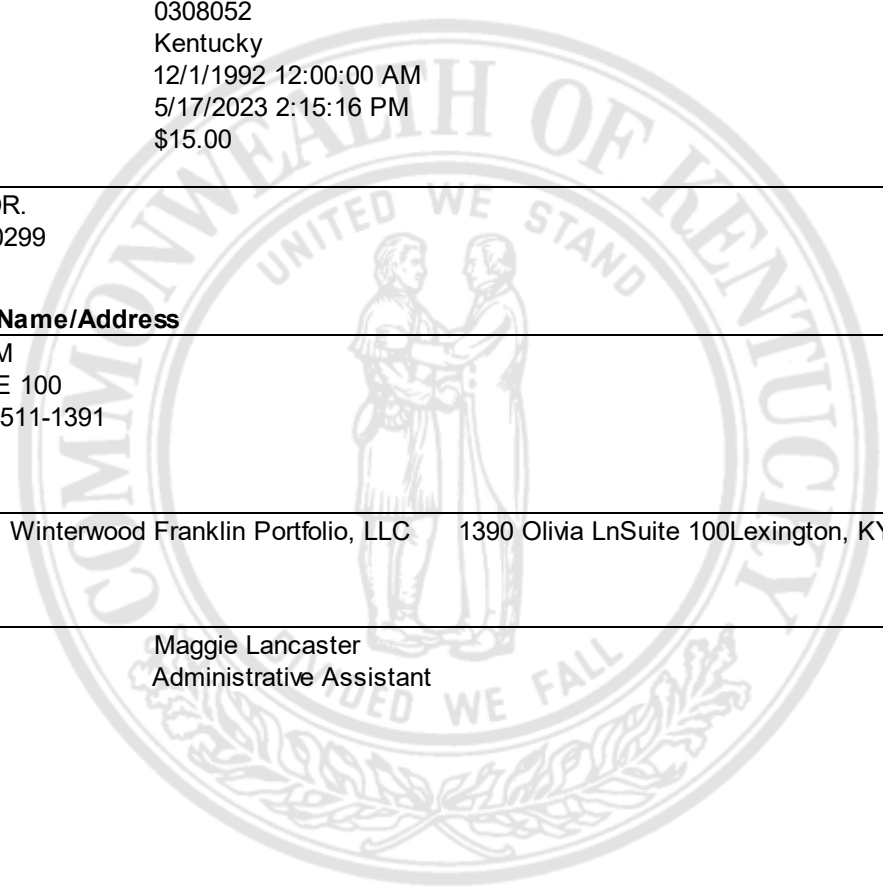 0308052
Kentucky
12/1/1992 12:00:00 AM
5/17/2023 2:15:16 PM
$15.00
DR.
0299
Name/Address
M
E 100
511-1391
Winterwood Franklin Portfolio, LLC 1390 Olivia LnSuite 100Lexington, KY
Maggie Lancaster
Administrative Assistant
COMMONWEALTH OF KENTUCKY
UNITED WE STAND
DIVIDED WE FALL